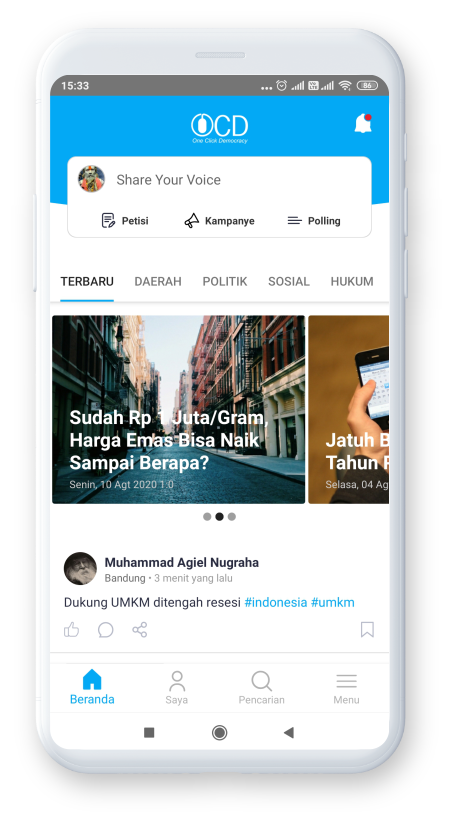 15:33
86
OCD
One Click Democracy
Share Your Voice
Petisi
Kampanye
Polling
TERBARU
DAERAH
POLITIK
SOSIAL
HUKUM
Sudah Rp 1 Juta/Gram,
Harga Emas Bisa Naik
Sampai Berapa?
Senin, 10 Agt 2020 1:0
Jatuh B
Tahun
Selasa, 04 Ag
Muhammad Agiel Nugraha
Bandung • 3 menit yang lalu
Dukung UMKM ditengah resesi #indonesia #umkm
Beranda
Saya
Pencarian
Menu